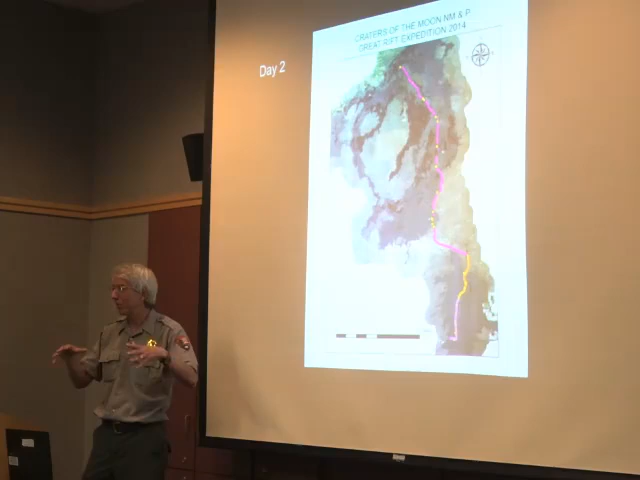 Day 2
CRATERS OF THE MOON NM & P
GREAT RIFT EXPEDITION 2014